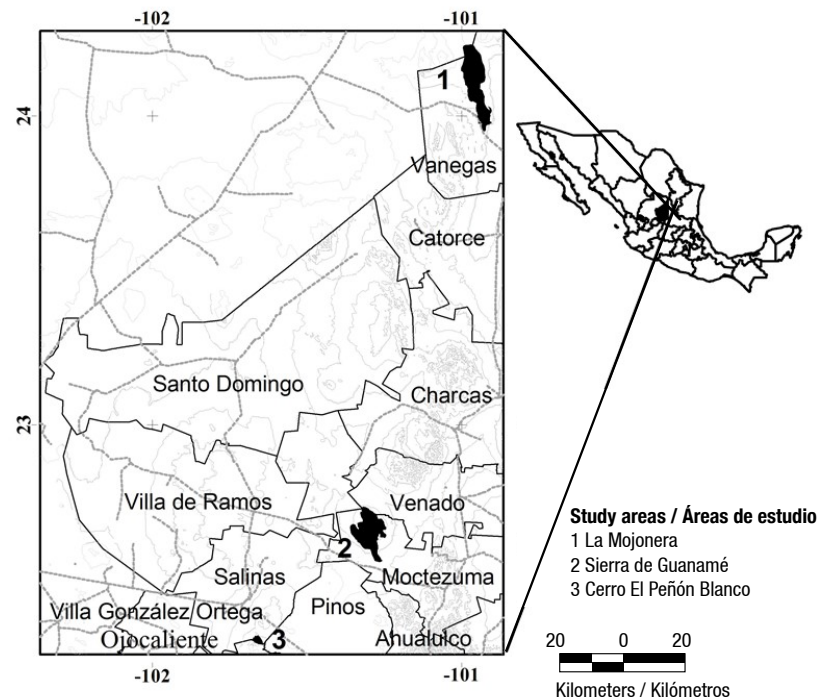 -102 -101
24
23
1
Vanegas
Catorce
Santo Domingo
Charcas
Villa de Ramos
Venado
2
Salinas
Moctezuma
Villa González Ortega
Pinos
Ojocaliente
3
Ahualulco
-102 -101
Study areas / Áreas de estudio
1 La Mojonera
2 Sierra de Guanamé
3 Cerro El Peñón Blanco
20 0 20
Kilometers / Kilómetros